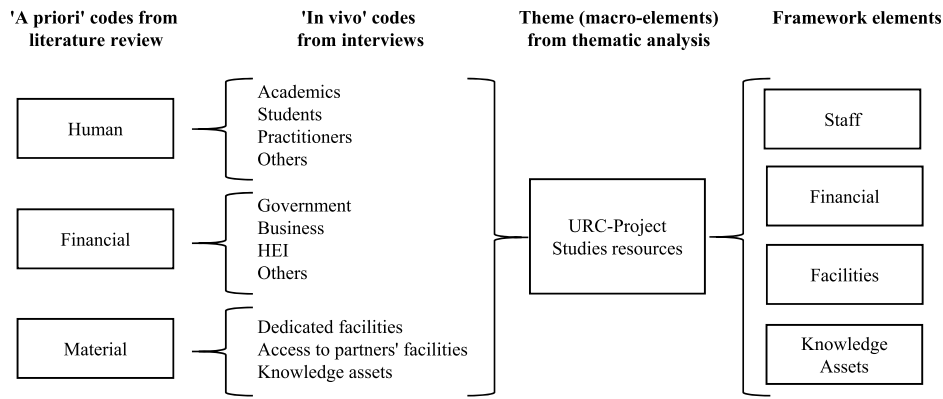 'A priori' codes from
literature review
'In vivo' codes
from interviews
Theme (macro-elements)
from thematic analysis
Framework elements
Human
Academics
Students
Practitioners
Others
Financial
Government
Business
HEI
Others
Material
Dedicated facilities
Access to partners' facilities
Knowledge assets
URC-Project
Studies resources
Staff
Financial
Facilities
Knowledge
Assets